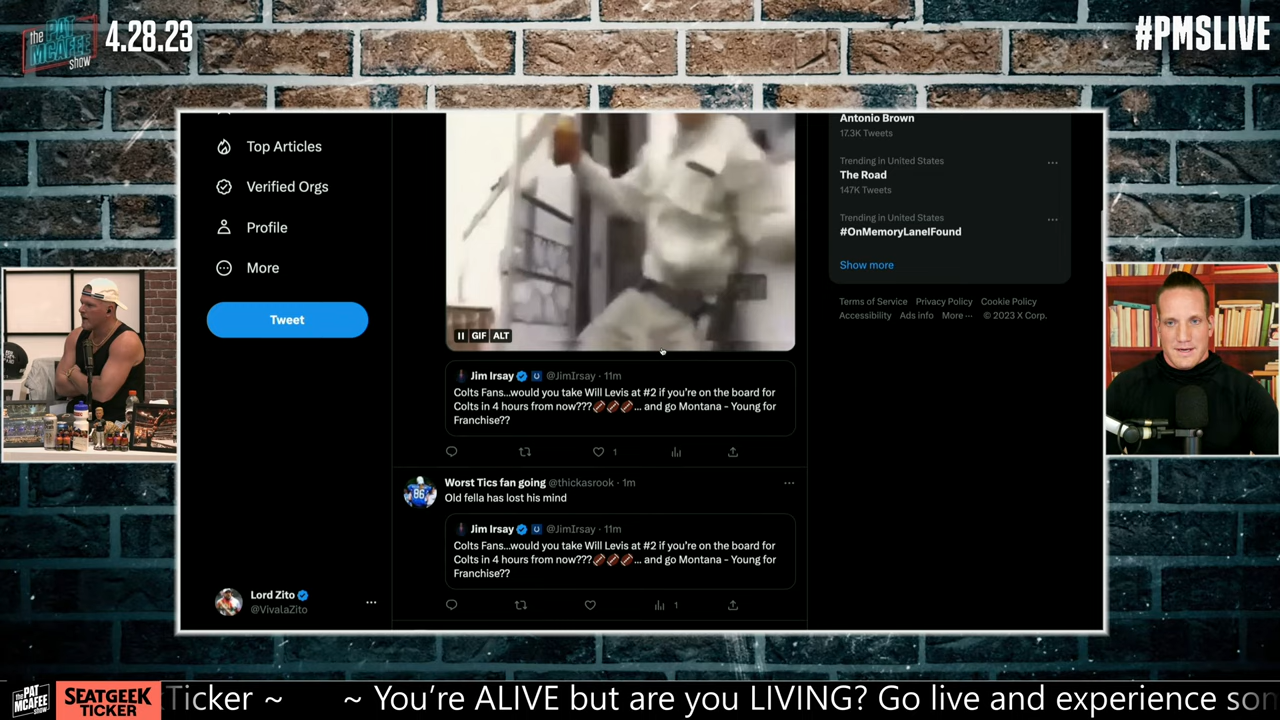 the
PAT
MCAFEE
show
4.28.23
#PMSLIVE
Top Articles
Verified Orgs
Profile
More
Tweet
Lord Zito
@VivalaZito
GIF
ALT
Jim Irsay @JimIrsay · 11m
Colts Fans...would you take Will Levis at #2 if you're on the board for
Colts in 4 hours from now???🏈🏈🏈... and go Montana - Young for
Franchise??
1
Worst Tics fan going @thickasrook · 1m
Old fella has lost his mind
86
Jim Irsay @JimIrsay · 11m
Colts Fans...would you take Will Levis at #2 if you're on the board for
Colts in 4 hours from now???🏈🏈🏈... and go Montana - Young for
Franchise??
1
Antonio Brown
17.3K Tweets
Trending in United States
The Road
147K Tweets
Trending in United States
#OnMemoryLanelFound
Show more
Terms of Service Privacy Policy Cookie Policy
Accessibility Ads info More ··· © 2023 X Corp.
the PAT
MCAFEE
show
SEATGEEK
TICKER
Ticker ~ ~ You're ALIVE but are you LIVING? Go live and experience som